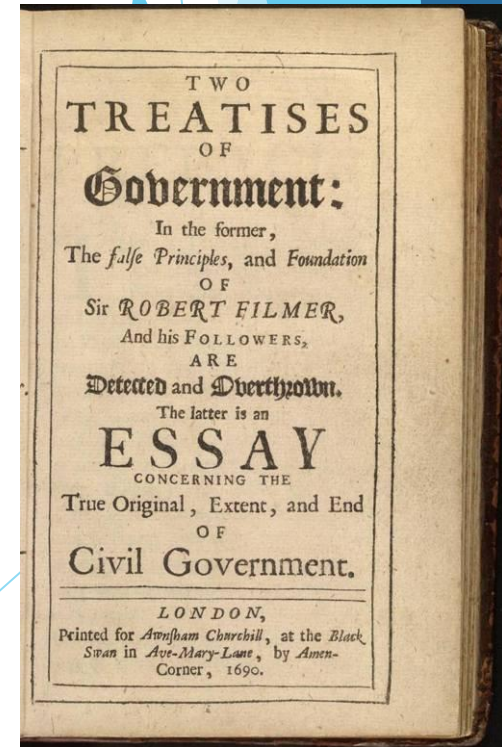 TWO
TREATISES
OF
Government:
In the former,
The false Principles, and Foundation
OF
Sir ROBERT FILMER,
And his FOLLOWERS,
ARE
Detected and Overthrown.
The latter is an
ESSAY
CONCERNING THE
True Original, Extent, and End
OF
Civil Government.
LONDON,
Printed for Awnsham Churchill, at the Black
Swan in Ave-Mary-Lane, by Amen-
Corner, 1690.